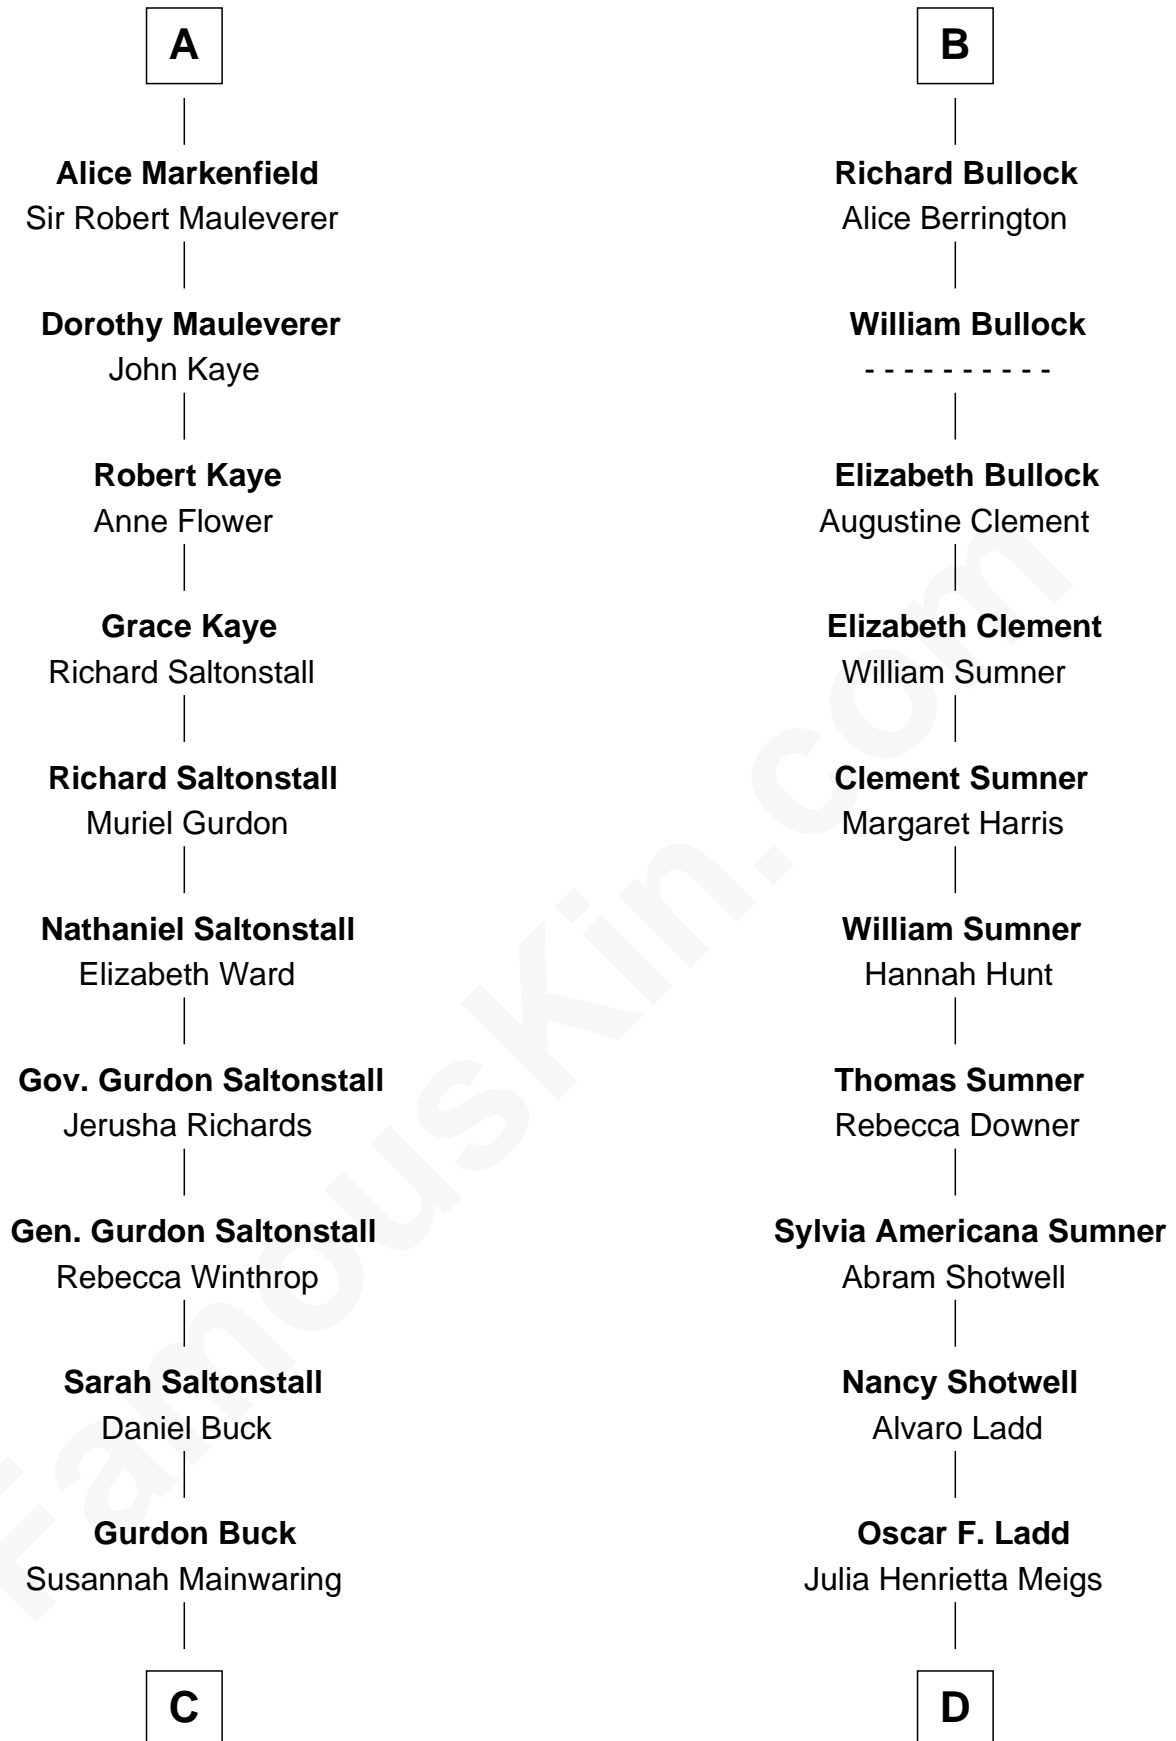 A
Alice Markenfield
Sir Robert Mauleverer
Dorothy Mauleverer
John Kaye
Robert Kaye
Anne Flower
Grace Kaye
Richard Saltonstall
Richard Saltonstall
Muriel Gurdon
Nathaniel Saltonstall
Elizabeth Ward
Gov. Gurdon Saltonstall
Jerusha Richards
Gen. Gurdon Saltonstall
Rebecca Winthrop
Sarah Saltonstall
Daniel Buck
Gurdon Buck
Susannah Mainwaring
C
B
Richard Bullock
Alice Berrington
William Bullock
- - - - - - - - - -
Elizabeth Bullock
Augustine Clement
Elizabeth Clement
William Sumner
Clement Sumner
Margaret Harris
William Sumner
Hannah Hunt
Thomas Sumner
Rebecca Downer
Sylvia Americana Sumner
Abram Shotwell
Nancy Shotwell
Alvaro Ladd
Oscar F. Ladd
Julia Henrietta Meigs
D
FamousKin.com